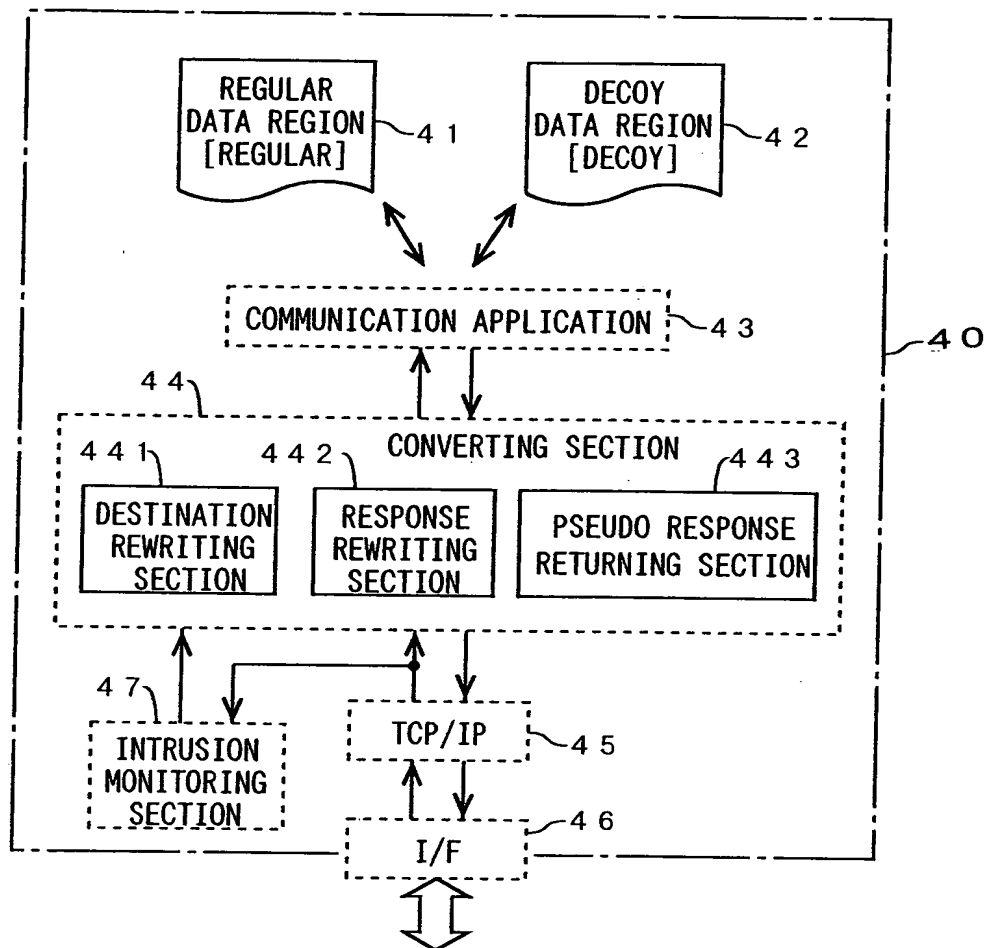 REGULAR
DATA REGION
[REGULAR]
41
DECOY
DATA REGION
[DECOY]
42
COMMUNICATION APPLICATION
43
40
44
CONVERTING SECTION
441
DESTINATION
REWRITING
SECTION
442
RESPONSE
REWRITING
SECTION
443
PSEUDO RESPONSE
RETURNING SECTION
47
INTRUSION
MONITORING
SECTION
TCP/IP
45
I/F
46